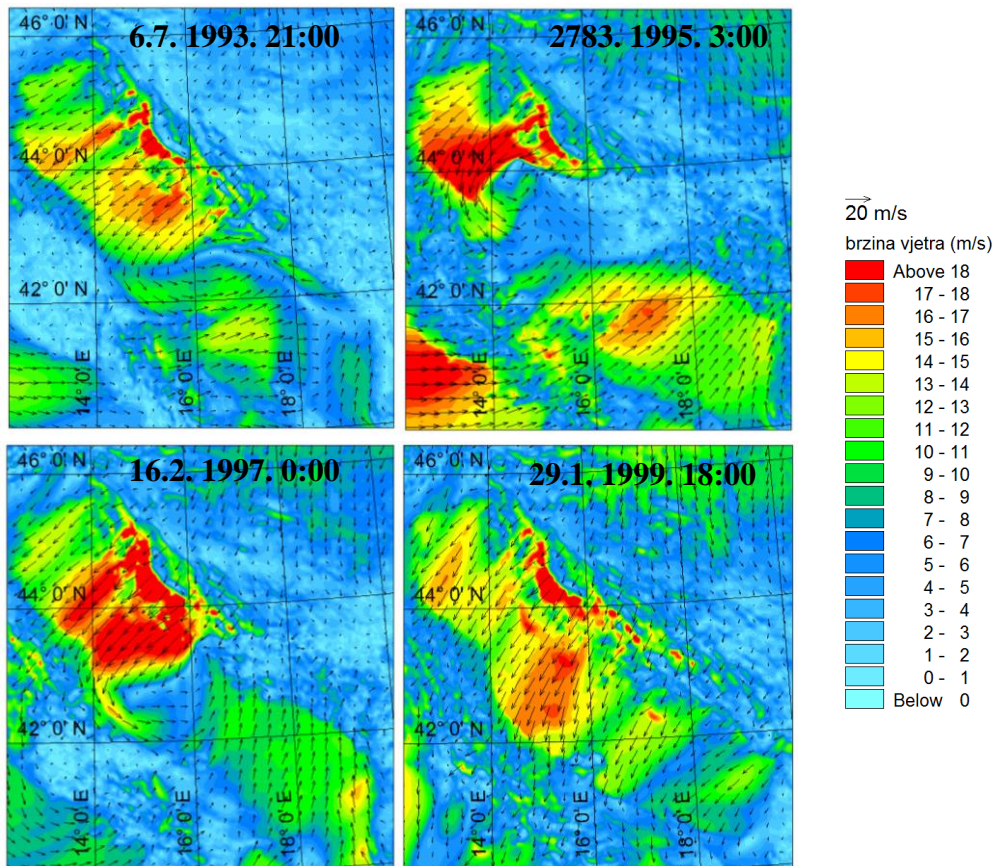 6.7. 1993. 21:00
46° 0' N
44° 0' N
42° 0' N
14° 0' E
16° 0' E
18° 0' E
2783. 1995. 3:00
46° 0' N
44° 0' N
42° 0' N
14° 0' E
16° 0' E
18° 0' E
16.2. 1997. 0:00
46° 0' N
44° 0' N
42° 0' N
14° 0' E
16° 0' E
18° 0' E
29.1. 1999. 18:00
46° 0' N
44° 0' N
42° 0' N
14° 0' E
16° 0' E
18° 0' E
20 m/s
brzina vjetra (m/s)
Above 18
17 - 18
16 - 17
15 - 16
14 - 15
13 - 14
12 - 13
11 - 12
10 - 11
9 - 10
8 - 9
7 - 8
6 - 7
5 - 6
4 - 5
3 - 4
2 - 3
1 - 2
0 - 1
Below 0